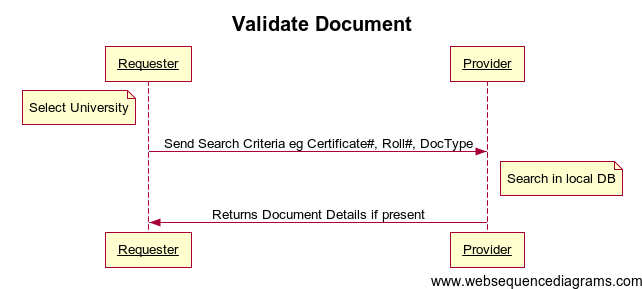 Validate Document
Requester
Provider
Select University
Send Search Criteria eg Certificate#, Roll#, DocType
Search in local DB
Returns Document Details if present
Requester
Provider
www.websequencediagrams.com